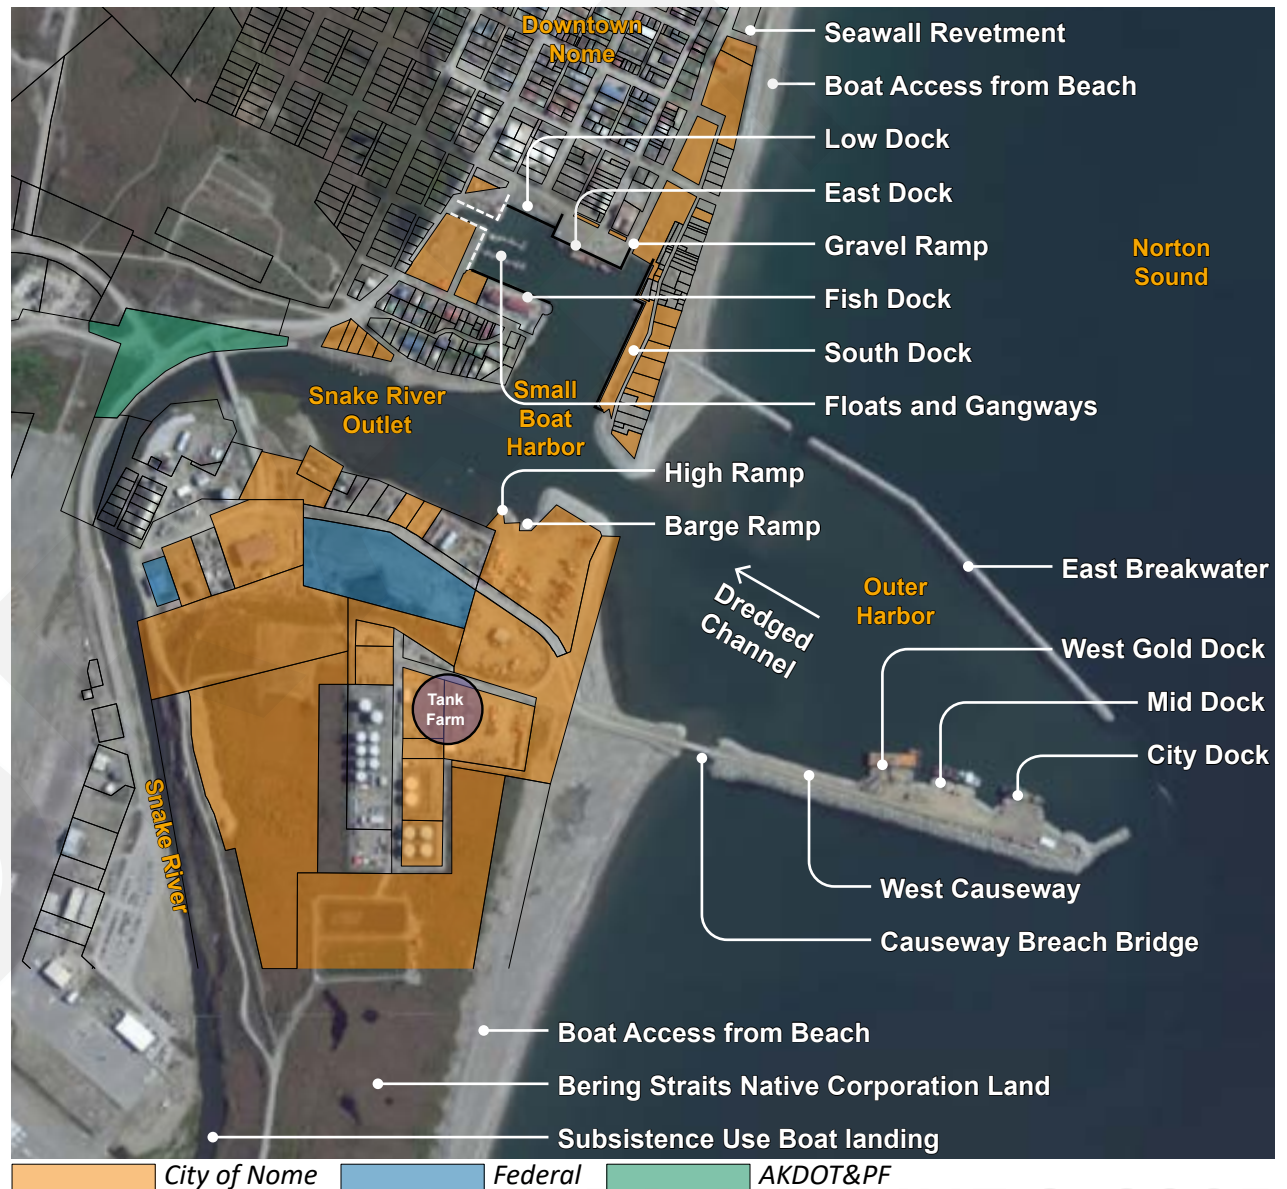 Downtown
Nome
Seawall Revetment
Boat Access from Beach
Low Dock
East Dock
Gravel Ramp
Norton
Sound
Fish Dock
South Dock
Floats and Gangways
Snake River
Outlet
Small
Boat
Harbor
High Ramp
Barge Ramp
East Breakwater
Outer
Harbor
Dredged
Channel
West Gold Dock
Mid Dock
City Dock
Tank
Farm
Snake River
West Causeway
Causeway Breach Bridge
Boat Access from Beach
Bering Straits Native Corporation Land
Subsistence Use Boat landing
City of Nome
Federal
AKDOT&PF